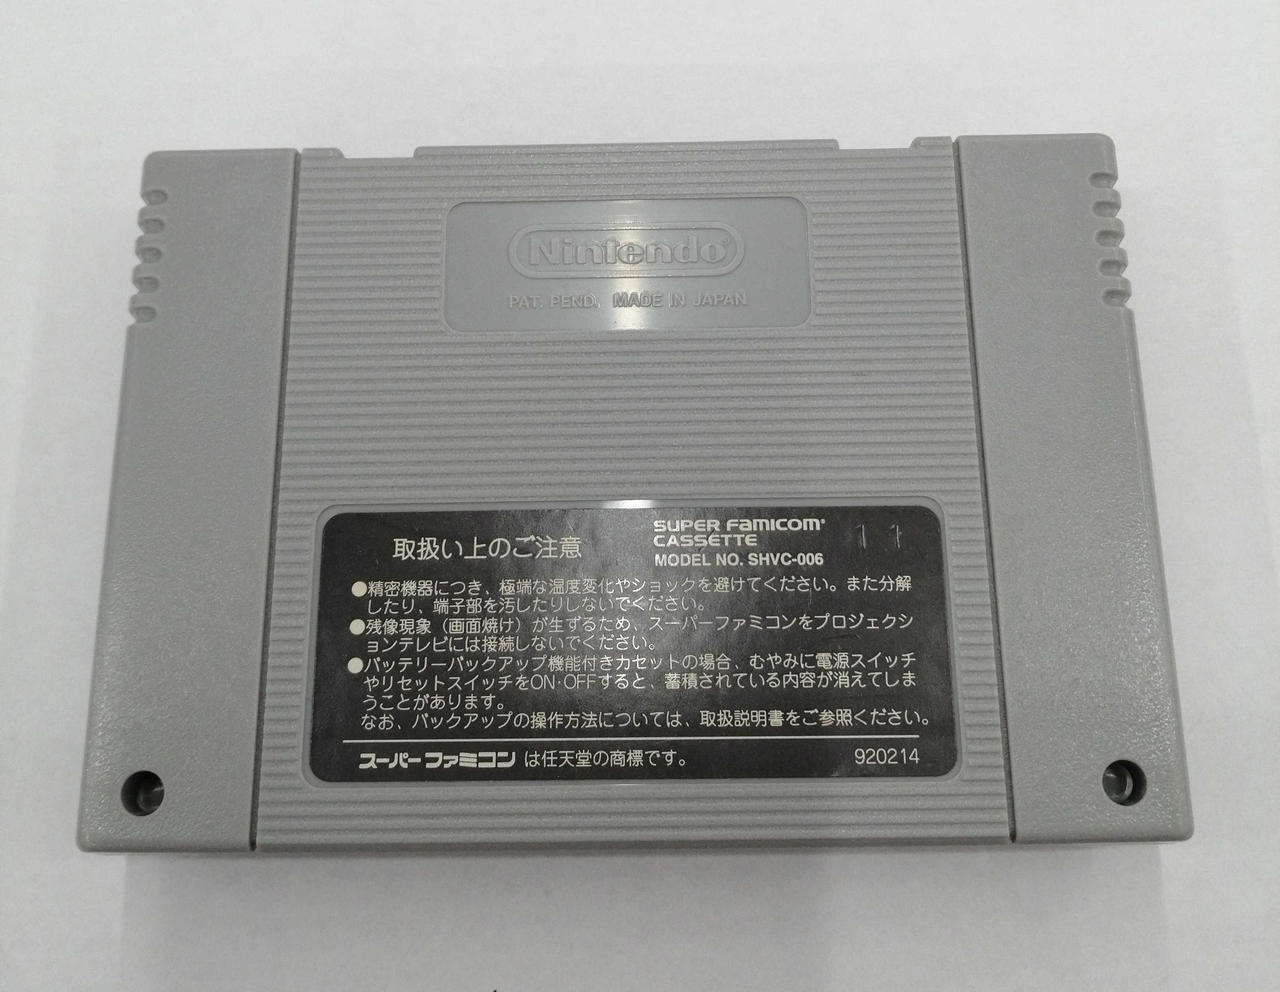 Nintendo®
PAT. PEND. MADE IN JAPAN
取扱い上のご注意
SUPER FAMICOM®
CASSETTE
MODEL NO. SHVC-006
11
●精密機器につき、極端な温度変化やショックを避けてください。また分解
したり、端子部を汚したりしないでください。
●残像現象（画面焼け）が生ずるため、スーパーファミコンをプロジェクシ
ョンテレビには接続しないでください。
●バッテリーバックアップ機能付きカセットの場合、むやみに電源スイッチ
やリセットスイッチをON・OFFすると、蓄積されている内容が消えてしま
うことがあります。
なお、バックアップの操作方法については、取扱説明書をご参照ください。
スーパーファミコン は任天堂の商標です。
920214